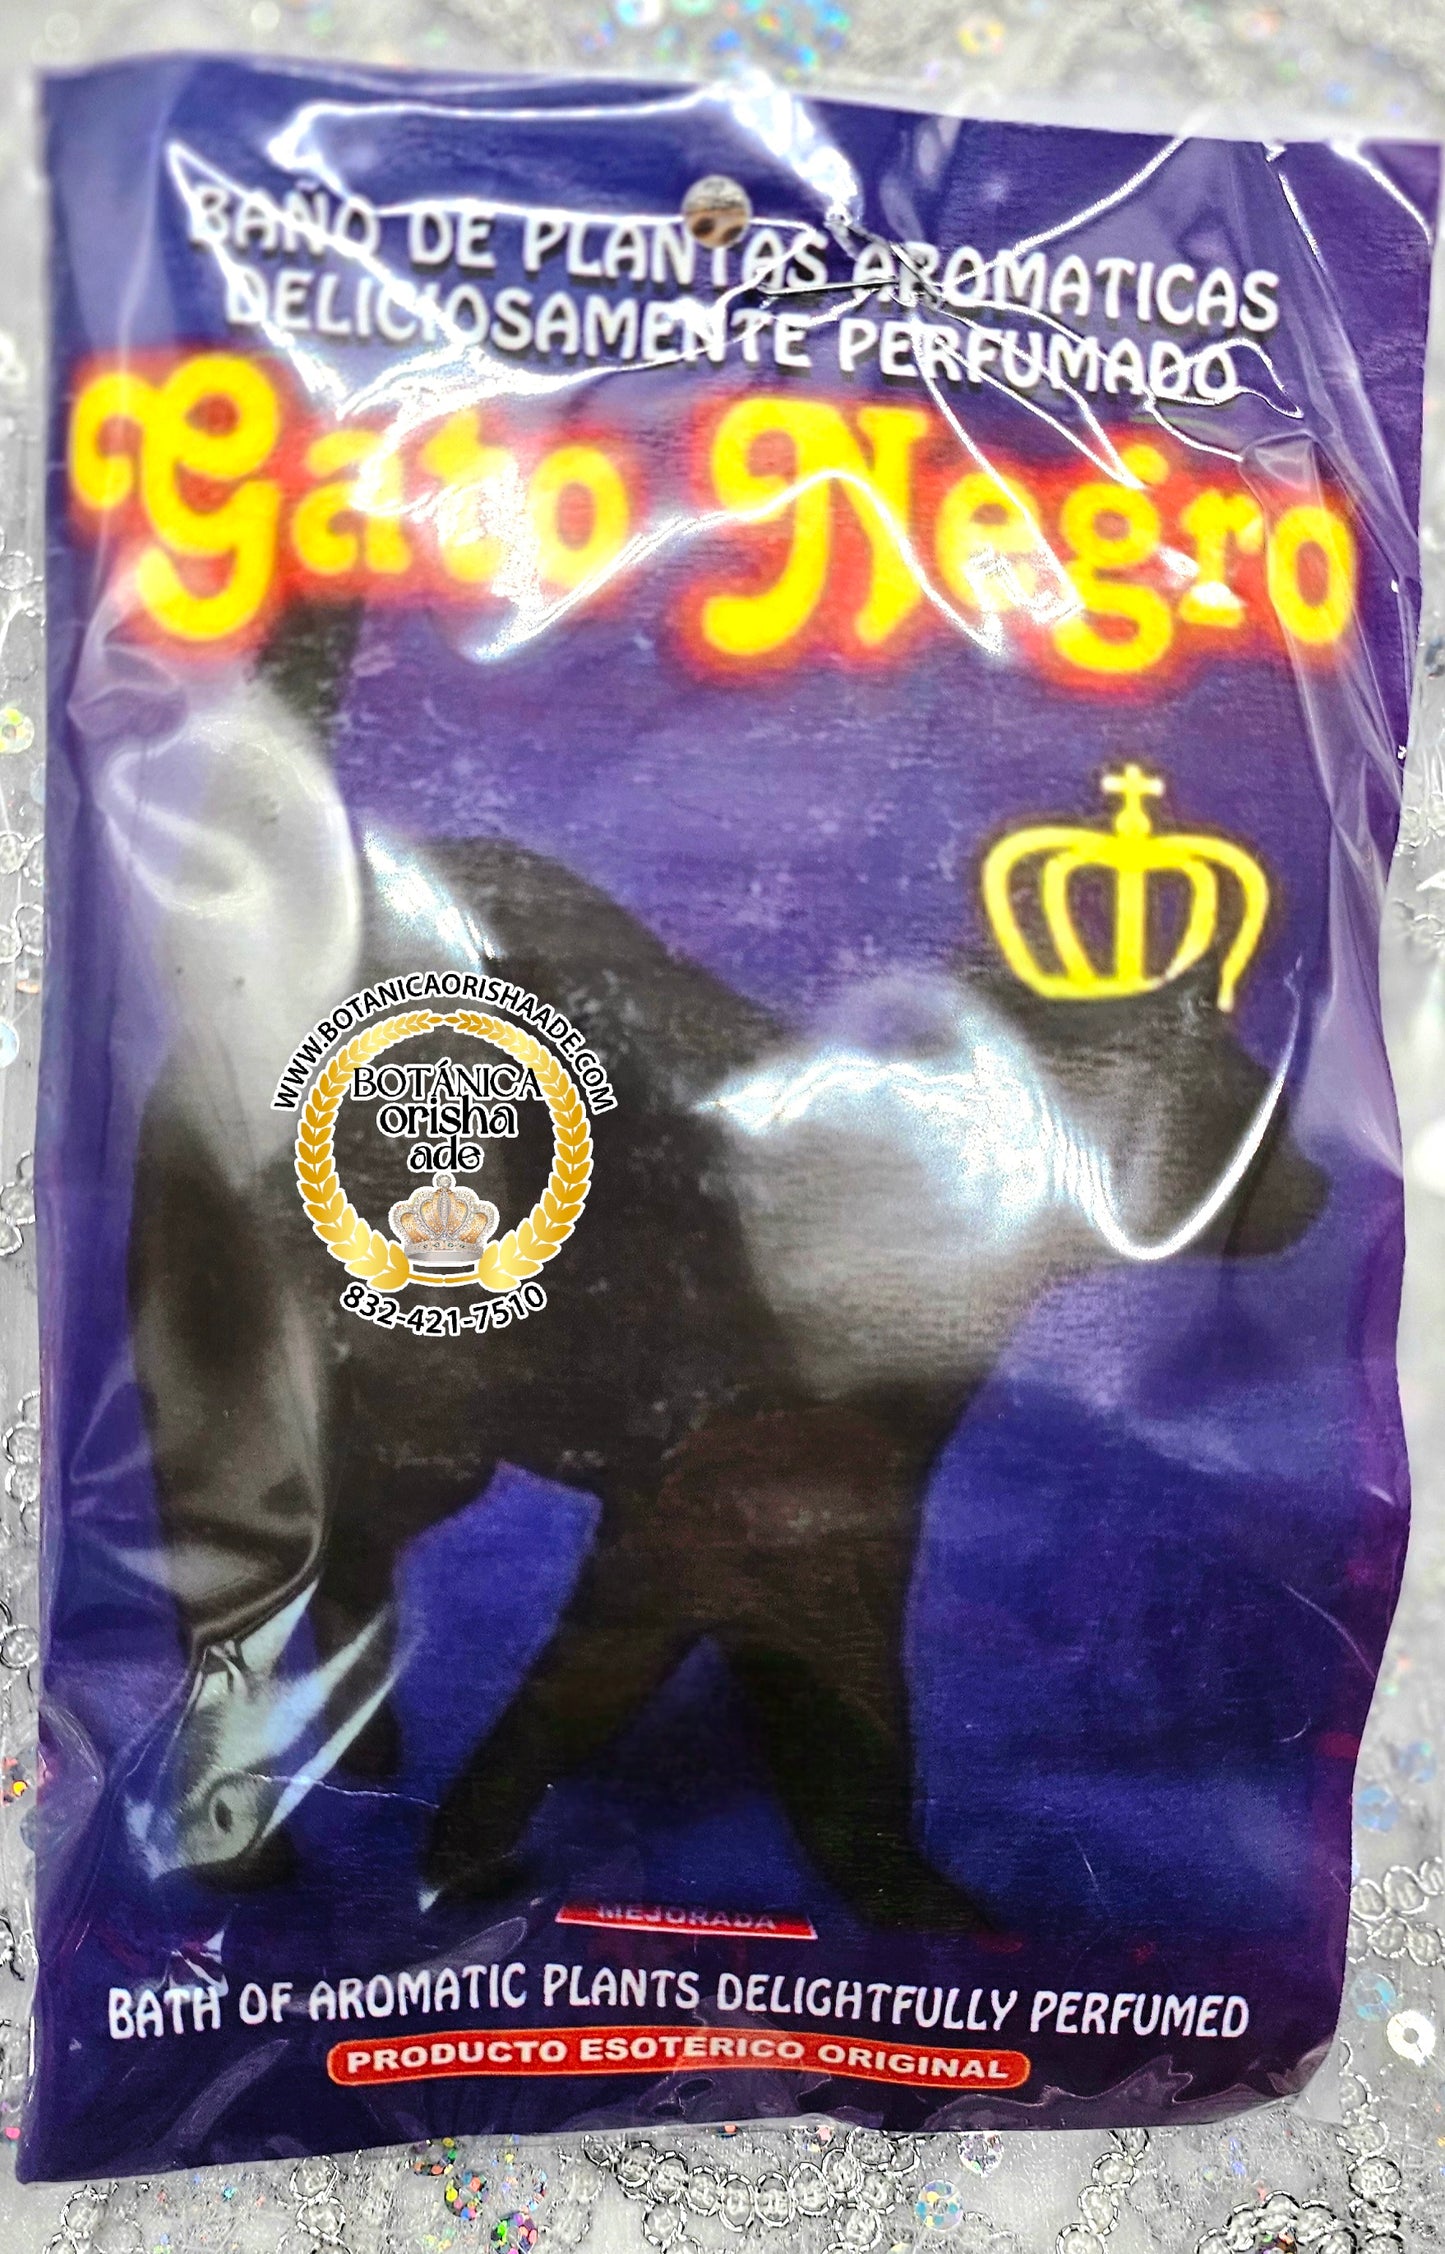 BAÑO DE PLANTAS AROMATICAS
DELICIOSAMENTE PERFUMADO
Gato Negro
WWW.BOTANICAORISHAADE.COM
BOTÁNICA
orisha
ade
832-421-7510
MEJORADA
BATH OF AROMATIC PLANTS DELIGHTFULLY PERFUMED
PRODUCTO ESOTERICO ORIGINAL